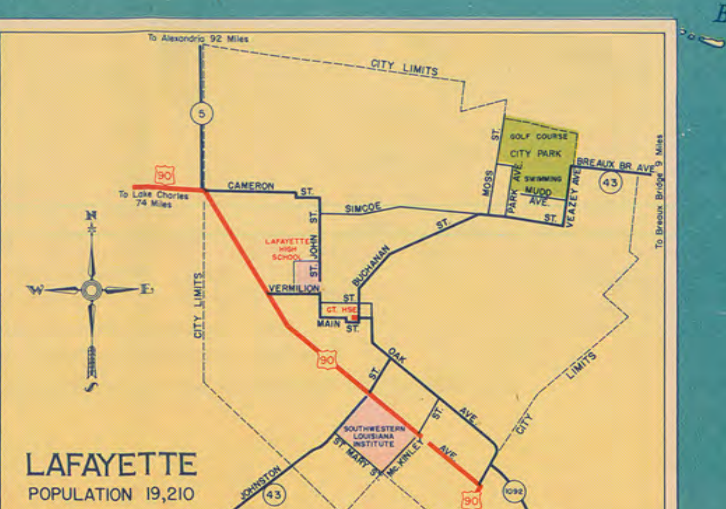 E
To Alexandria 92 Miles
CITY LIMITS
5
ST.
GOLF COURSE
CITY PARK
SWIMMING
MUDD
AVE.
MOSS
PARK AVE.
VEAZEY AVE
BREAUX BR. AVE
43
To Breaux Bridge 9 Miles
90
To Lake Charles
74 Miles
CAMERON ST.
SIMCOE ST.
N
W E
S
LAFAYETTE
HIGH
SCHOOL
ST. JOHN ST.
BUCHANAN ST.
VERMILION ST.
CT. HSE.
MAIN ST.
CITY LIMITS
90
OAK AVE.
ST.
CITY LIMITS
SOUTHWESTERN
LOUISIANA
INSTITUTE
ST. MARY ST.
McKINLEY ST.
AVE.
LAFAYETTE
POPULATION 19,210
JOHNSTON
43
90
1092